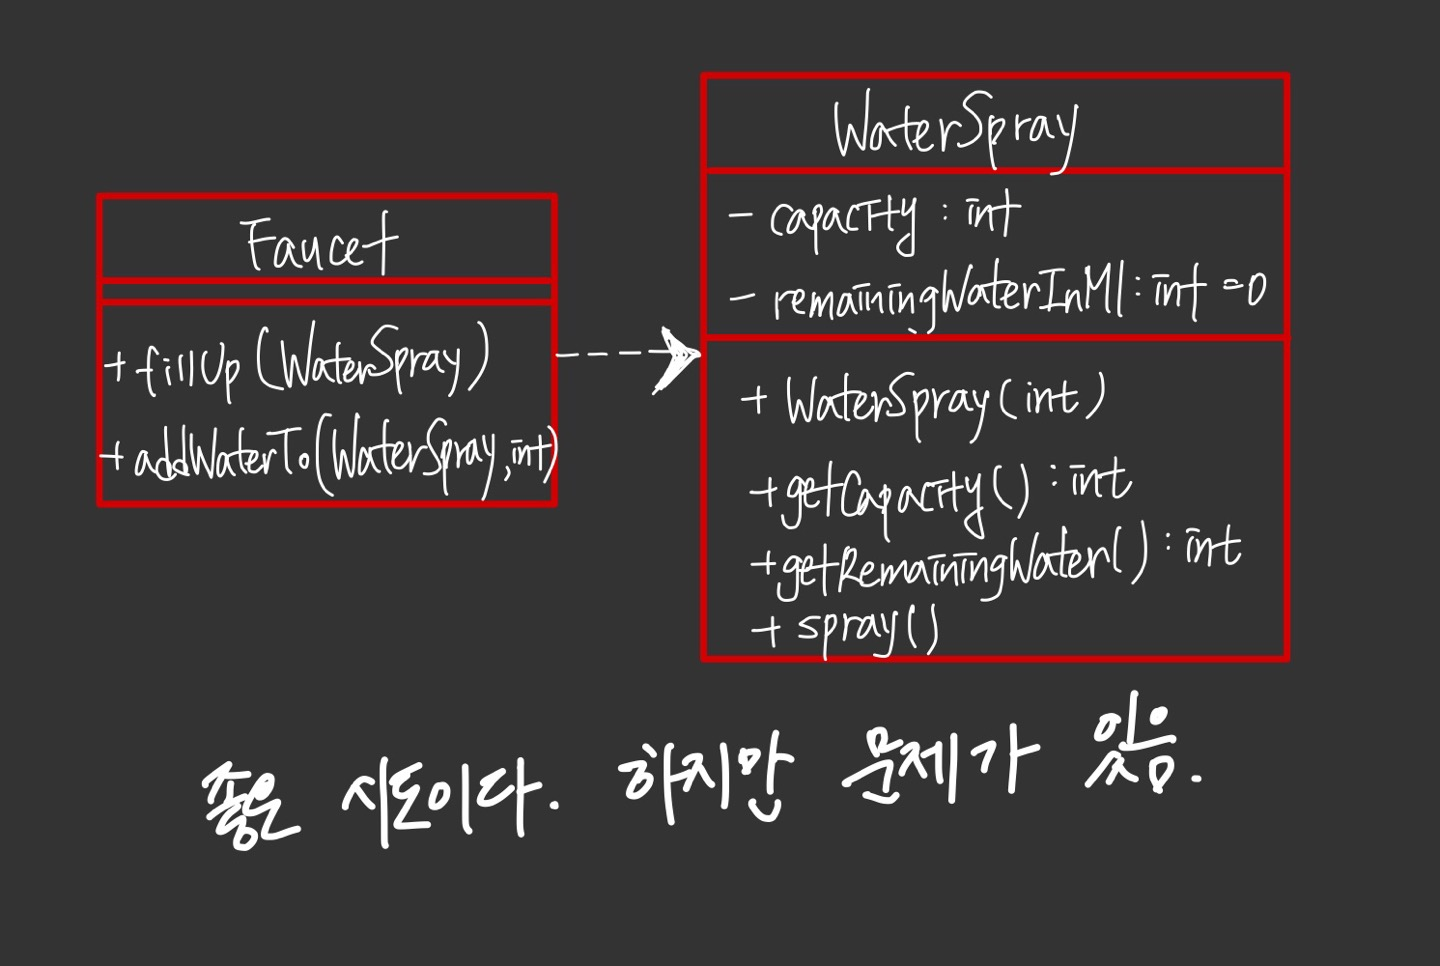 Faucet
+ fillUp (WaterSpray)
+ addWaterTo(WaterSpray, int)
WaterSpray
- capacity : int
- remainingWaterInMl : int = 0
+ WaterSpray(int)
+ getCapacity() : int
+ getRemainingWater() : int
+ spray()
좋은 시도이다. 하지만 문제가 있음.